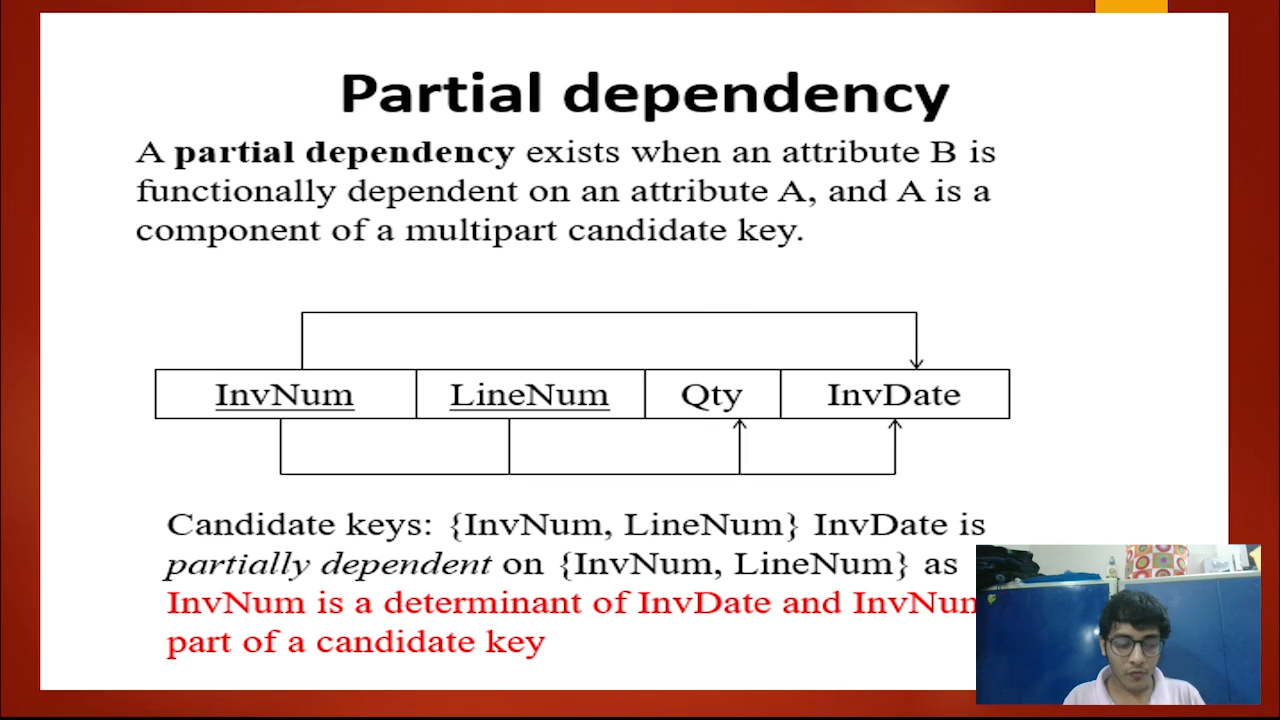 Partial dependency
A partial dependency exists when an attribute B is
functionally dependent on an attribute A, and A is a
component of a multipart candidate key.
InvNum LineNum Qty InvDate
Candidate keys: {InvNum, LineNum} InvDate is
partially dependent on {InvNum, LineNum} as
InvNum is a determinant of InvDate and
part of a candidate key